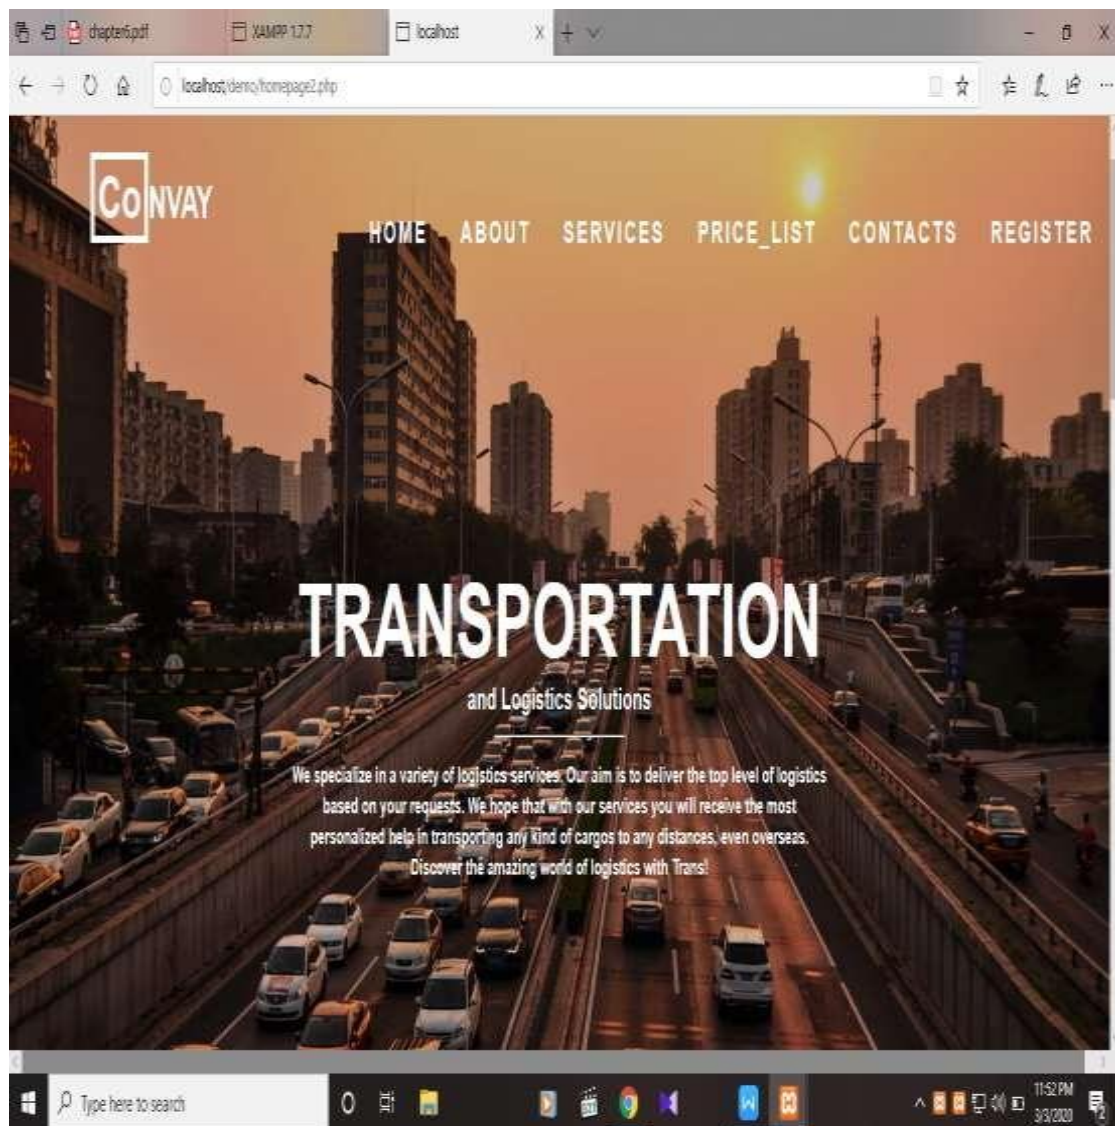 chapter6.pdf
XAMPP 1.7.7
localhost
localhost/demo/homepage2.php
CoNVAY
HOME ABOUT SERVICES PRICE_LIST CONTACTS REGISTER
TRANSPORTATION
and Logistics Solutions
We specialize in a variety of logistics services. Our aim is to deliver the top level of logistics
based on your requests. We hope that with our services you will receive the most
personalized help in transporting any kind of cargos to any distances, even overseas.
Discover the amazing world of logistics with Trans!
Type here to search
11:52 PM
3/3/2020
2